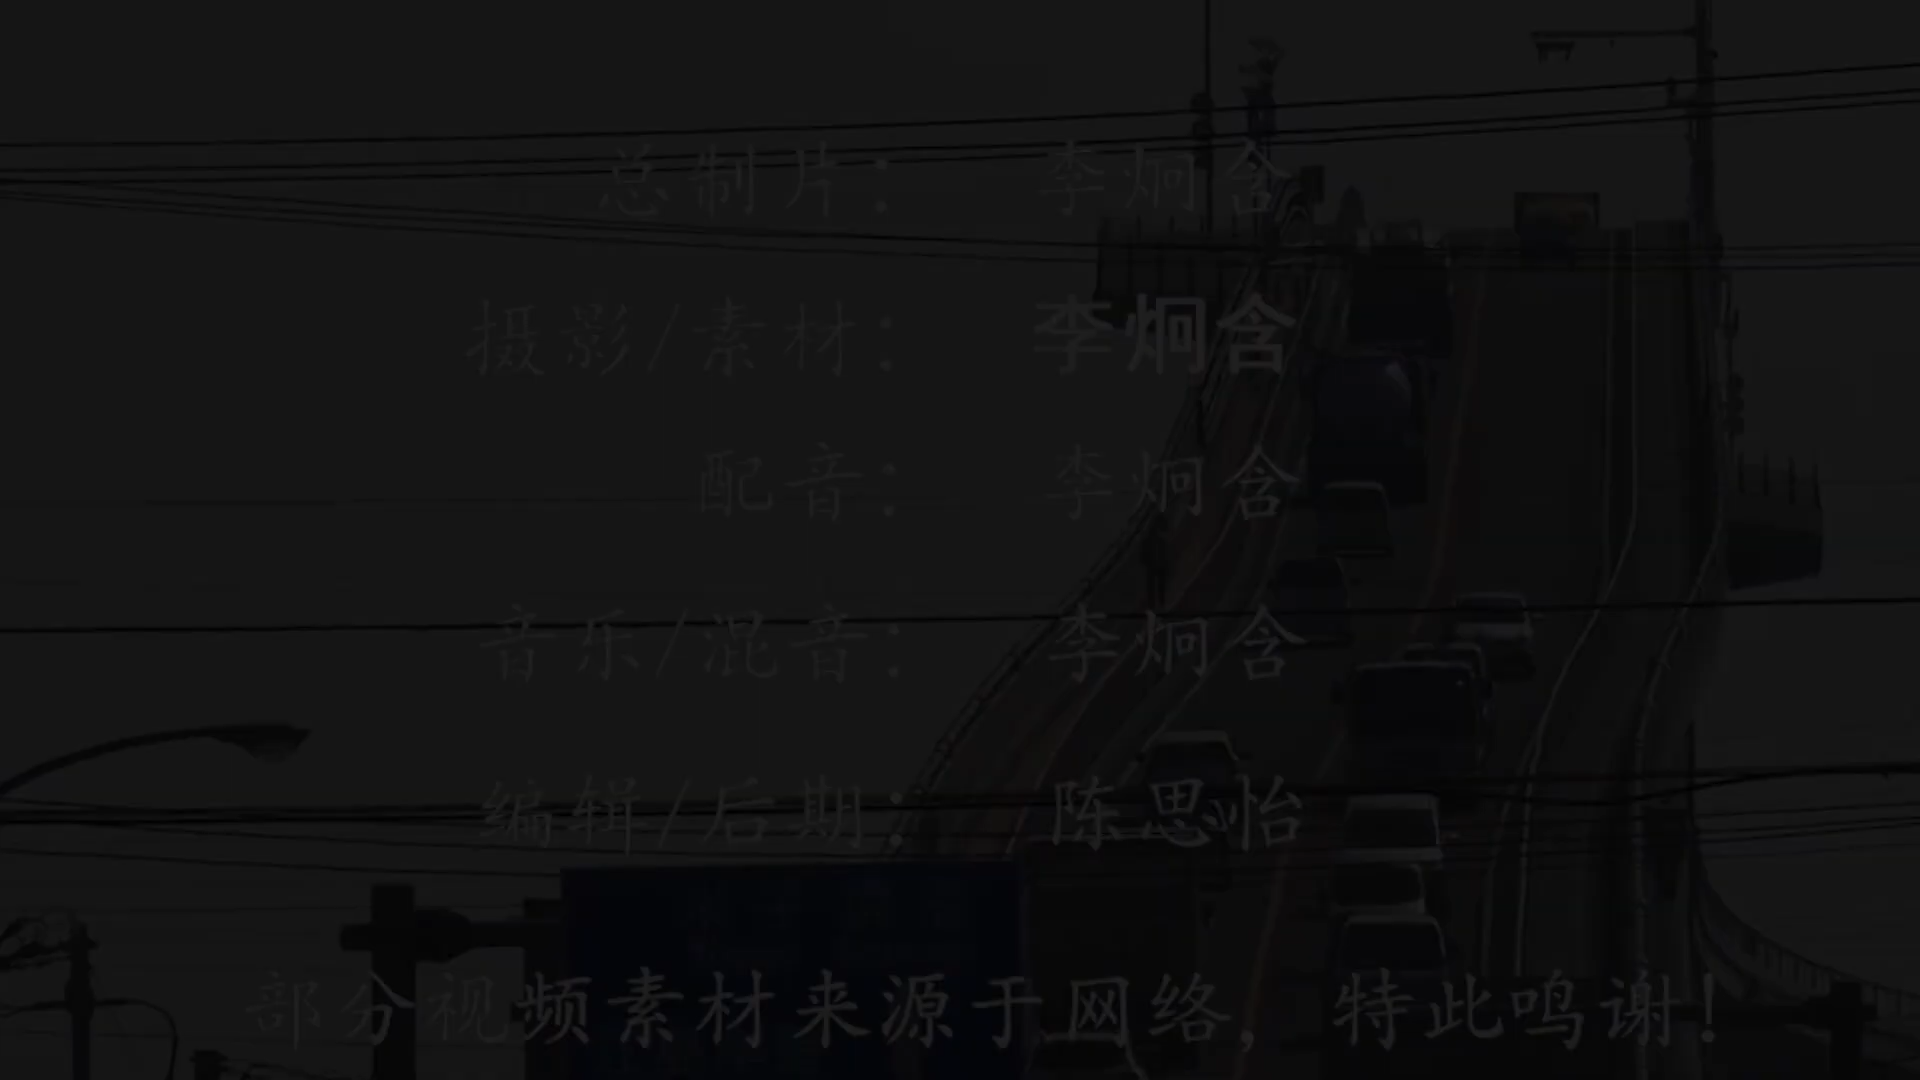 总制片： 李炯含
摄影/素材： 李炯含
配音： 李炯含
音乐/混音： 李炯含
编辑/后期： 陈思怡
部分视频素材来源于网络，特此鸣谢！